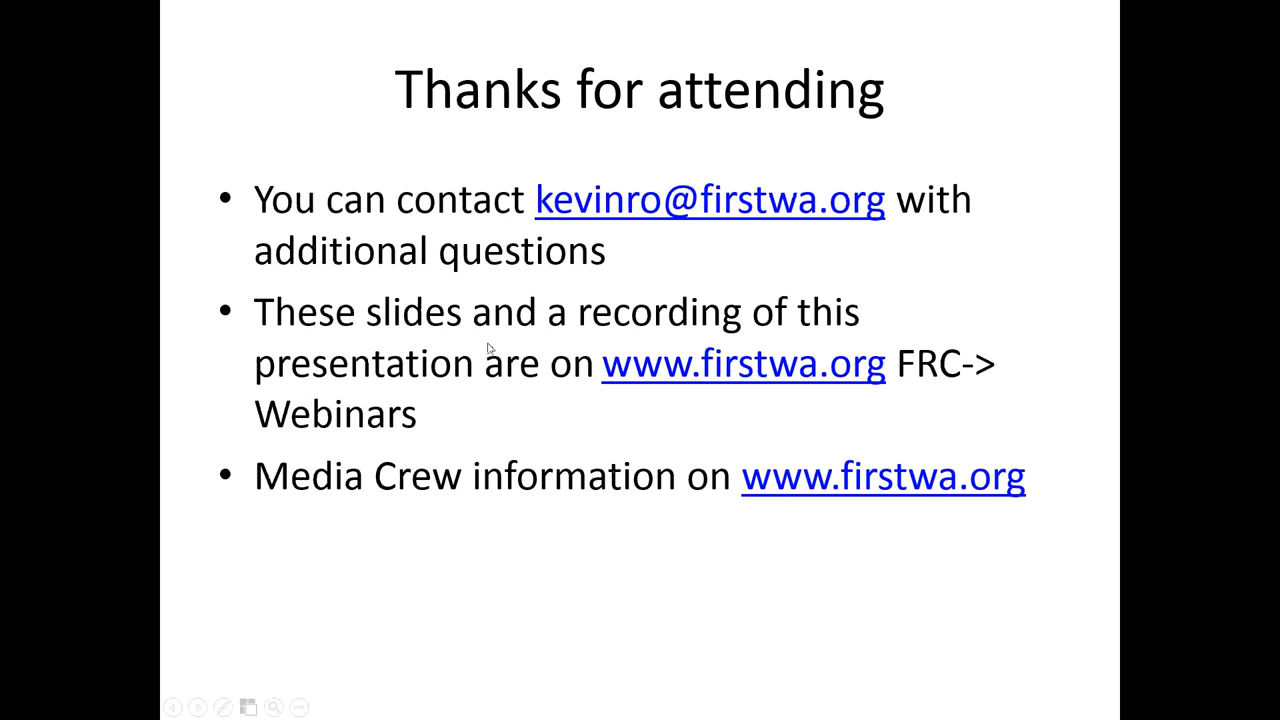 Thanks for attending
• You can contact kevinro@firstwa.org with
additional questions
• These slides and a recording of this
presentation are on www.firstwa.org FRC->
Webinars
• Media Crew information on www.firstwa.org